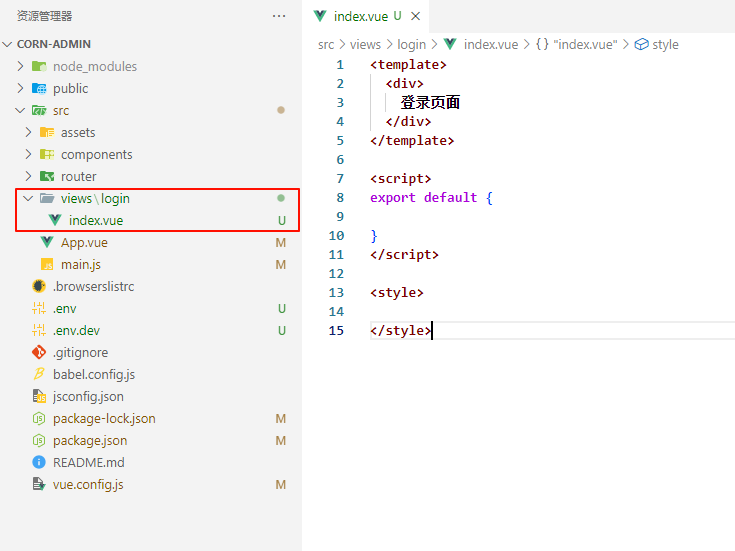 资源管理器 ···
CORN-ADMIN
node_modules
public
src
assets
components
router
views\login
index.vue U
App.vue M
main.js M
.browserslistrc
.env U
.env.dev U
.gitignore
babel.config.js
jsconfig.json
package-lock.json M
package.json M
README.md
vue.config.js M
index.vue U ×
src > views > login > index.vue > {} "index.vue" > style
1 <template>
2 <div>
3 登录页面
4 </div>
5 </template>
6
7 <script>
8 export default {
9
10 }
11 </script>
12
13 <style>
14
15 </style>